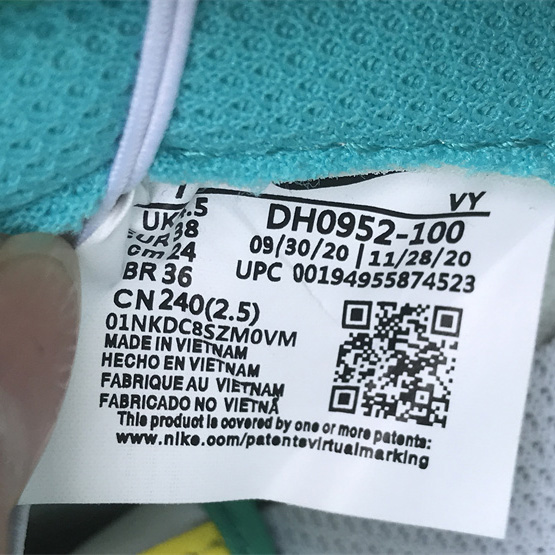 VY
UK .5
EUR 38
cm 24
BR 36
CN 240(2.5)
DH0952-100
09/30/20 | 11/28/20
UPC 00194955874523
01NKDC8SZM0VM
MADE IN VIETNAM
HECHO EN VIETNAM
FABRIQUE AU VIETNAM
FABRICADO NO VIETNÃ
This product is covered by one or more patents:
www.nike.com/patentsvirtualmarking